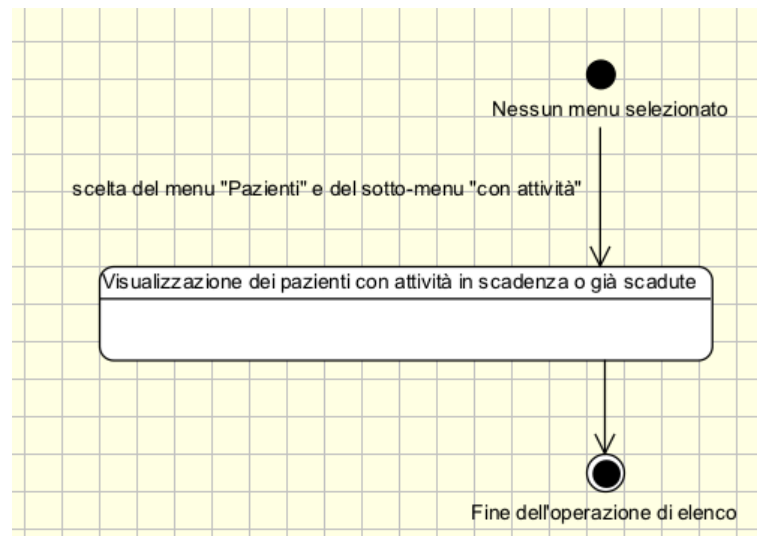 Nessun menu selezionato
scelta del menu "Pazienti" e del sotto-menu "con attività"
Visualizzazione dei pazienti con attività in scadenza o già scadute
Fine dell'operazione di elenco